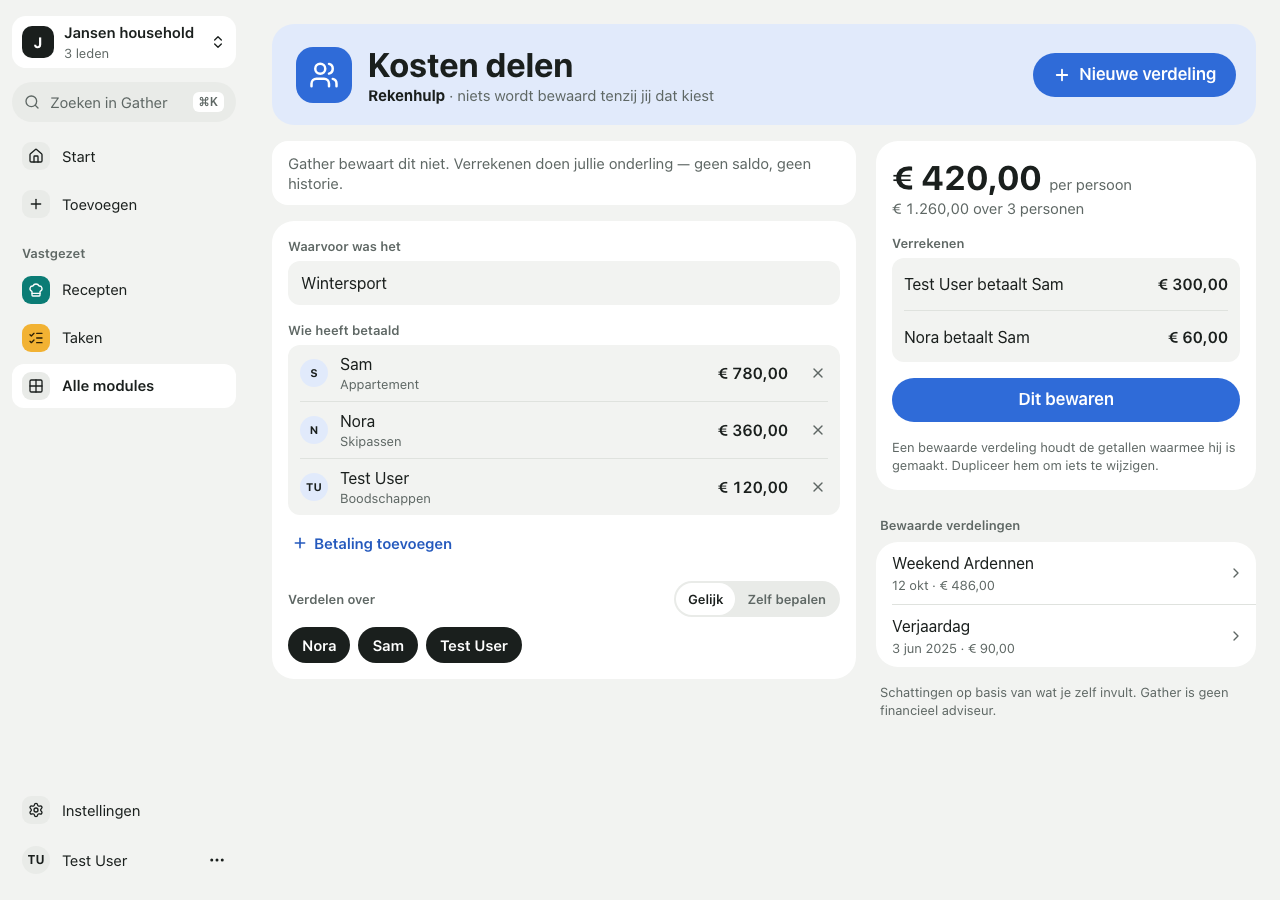 J
Jansen household
3 leden
Zoeken in Gather
⌘K
Start
Toevoegen
Vastgezet
Recepten
Taken
Alle modules
Instellingen
TU
Test User
Kosten delen
Rekenhulp · niets wordt bewaard tenzij jij dat kiest
Nieuwe verdeling
Gather bewaart dit niet. Verrekenen doen jullie onderling — geen saldo, geen
historie.
Waarvoor was het
Wintersport
Wie heeft betaald
S
Sam
Appartement
€ 780,00
N
Nora
Skipassen
€ 360,00
TU
Test User
Boodschappen
€ 120,00
Betaling toevoegen
Verdelen over
Gelijk
Zelf bepalen
Nora
Sam
Test User
€ 420,00 per persoon
€ 1.260,00 over 3 personen
Verrekenen
Test User betaalt Sam
€ 300,00
Nora betaalt Sam
€ 60,00
Dit bewaren
Een bewaarde verdeling houdt de getallen waarmee hij is
gemaakt. Dupliceer hem om iets te wijzigen.
Bewaarde verdelingen
Weekend Ardennen
12 okt · € 486,00
Verjaardag
3 jun 2025 · € 90,00
Schattingen op basis van wat je zelf invult. Gather is geen
financieel adviseur.